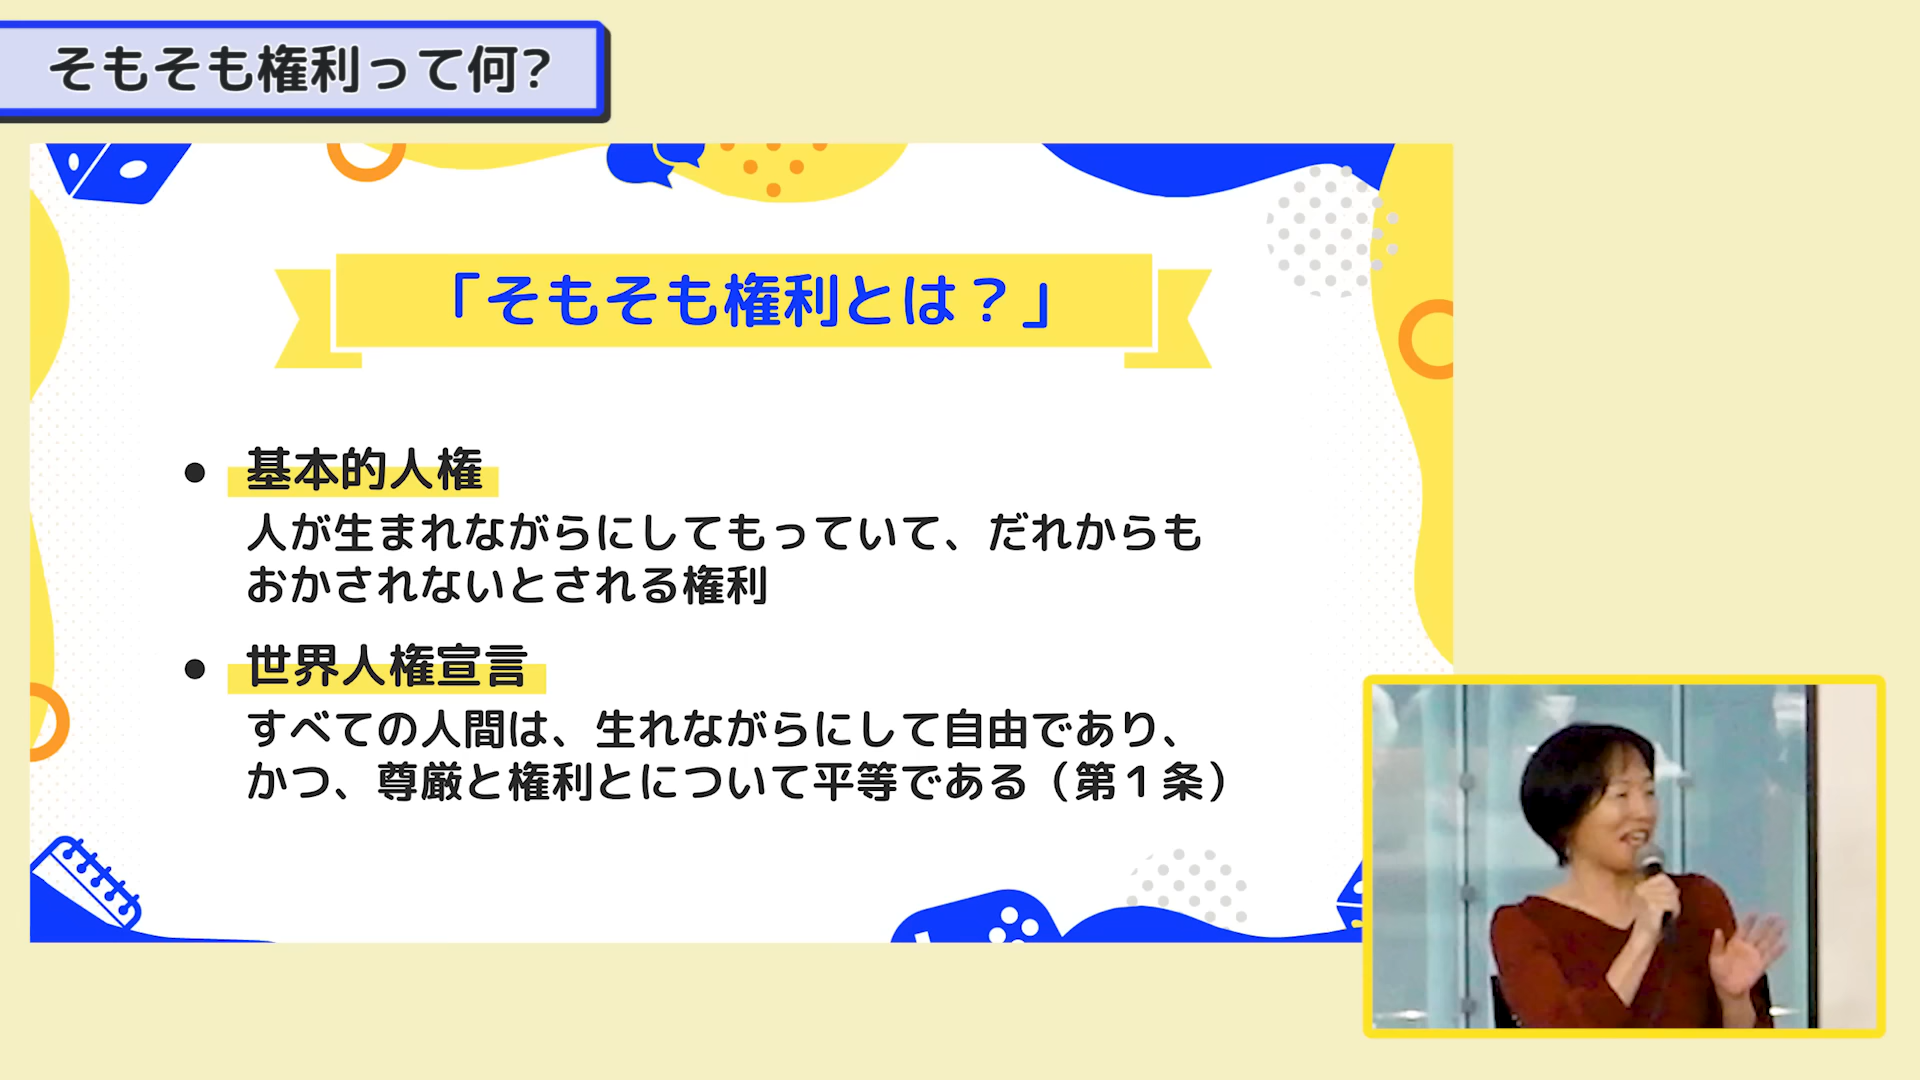 そもそも権利って何?
「そもそも権利とは？」
● 基本的人権
人が生まれながらにしてもっていて、だれからも
おかされないとされる権利
● 世界人権宣言
すべての人間は、生れながらにして自由であり、
かつ、尊厳と権利とについて平等である（第１条）